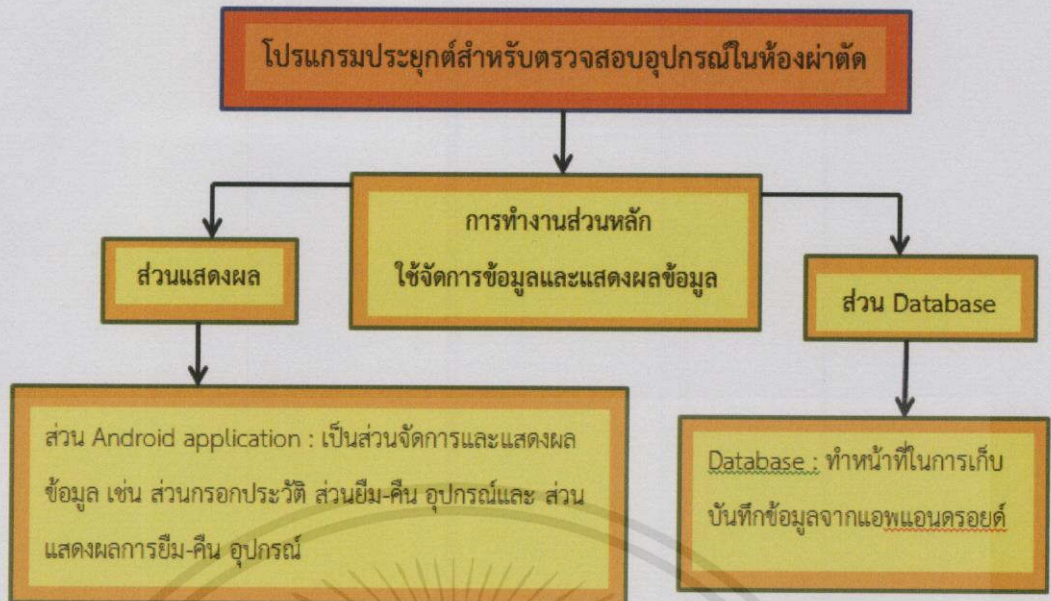 โปรแกรมประยุกต์สำหรับตรวจสอบอุปกรณ์ในห้องผ่าตัด
การทำงานส่วนหลัก
ใช้จัดการข้อมูลและแสดงผลข้อมูล
ส่วนแสดงผล
ส่วน Database
ส่วน Android application : เป็นส่วนจัดการและแสดงผล
ข้อมูล เช่น ส่วนกรอกประวัติ ส่วนยืม-คืน อุปกรณ์และ ส่วน
แสดงผลการยืม-คืน อุปกรณ์
Database : ทำหน้าที่ในการเก็บ
บันทึกข้อมูลจากแอพแอนดรอยด์